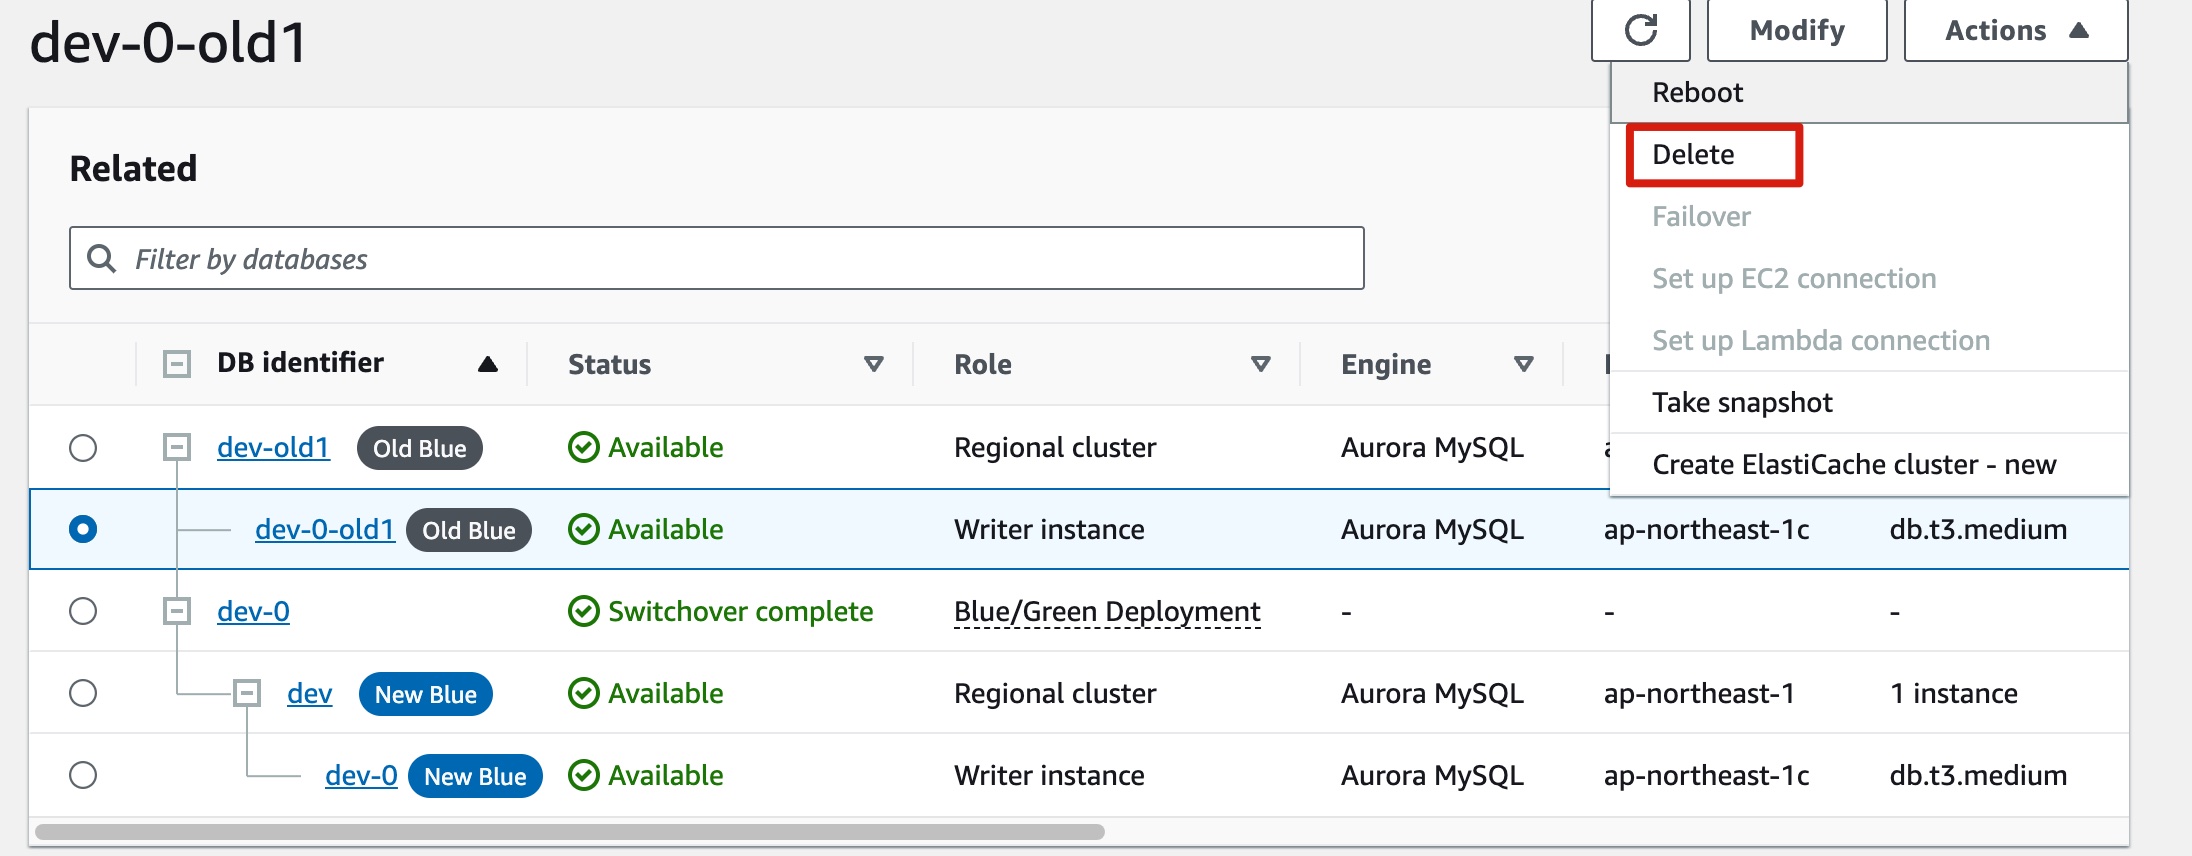 dev-0-old1
Modify
Actions
Reboot
Delete
Failover
Set up EC2 connection
Set up Lambda connection
Take snapshot
Create ElastiCache cluster - new
Related
Filter by databases
DB identifier Status Role Engine
dev-old1 Old Blue Available Regional cluster Aurora MySQL
dev-0-old1 Old Blue Available Writer instance Aurora MySQL ap-northeast-1c db.t3.medium
dev-0 Switchover complete Blue/Green Deployment - - -
dev New Blue Available Regional cluster Aurora MySQL ap-northeast-1 1 instance
dev-0 New Blue Available Writer instance Aurora MySQL ap-northeast-1c db.t3.medium